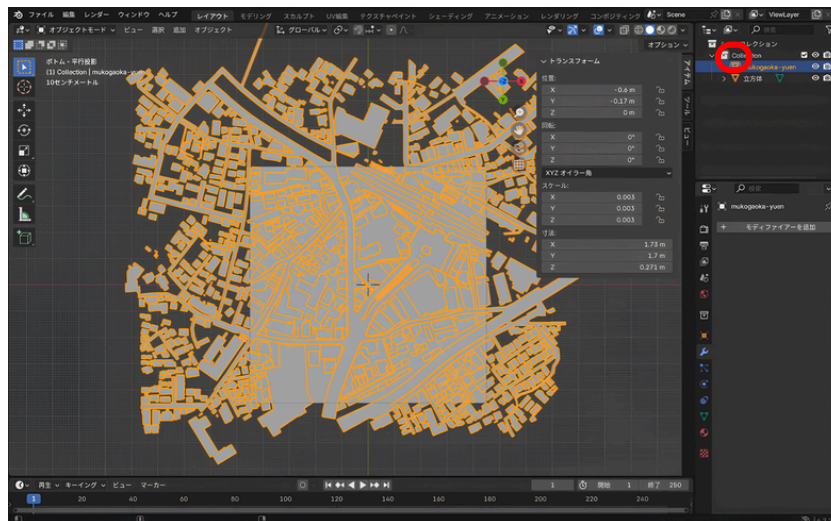 ファイル 編集 レンダー ウィンドウ ヘルプ レイアウト モデリング スカルプト UV編集 テクスチャペイント シェーディング アニメーション レンダリング コンポジティング Scene ViewLayer
オブジェクトモード ビュー 選択 追加 オブジェクト グローバル
オプション
ボトム・平行投影
(1) Collection | mukogaoka-yuen
10センチメートル
トランスフォーム
位置:
X -0.6 m
Y -0.17 m
Z 0 m
回転:
X 0°
Y 0°
Z 0°
XYZ オイラー角
スケール:
X 0.003
Y 0.003
Z 0.003
寸法:
X 1.73 m
Y 1.7 m
Z 0.271 m
アイテム
ツール
ビュー
mukogaoka-yuen
立方体
検索
mukogaoka-yuen
モディファイアーを追加
再生 キーイング ビュー マーカー 1 開始 1 終了 250
1 20 40 60 80 100 120 140 160 180 200 220 240